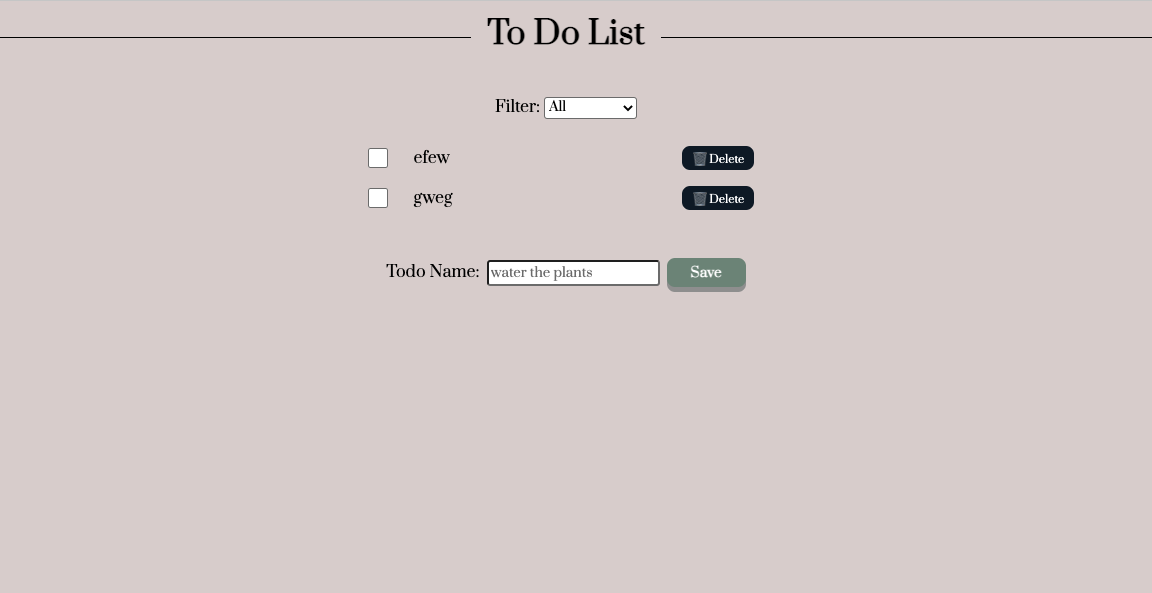 To Do List
Filter: All
efew Delete
gweg Delete
Todo Name: water the plants Save